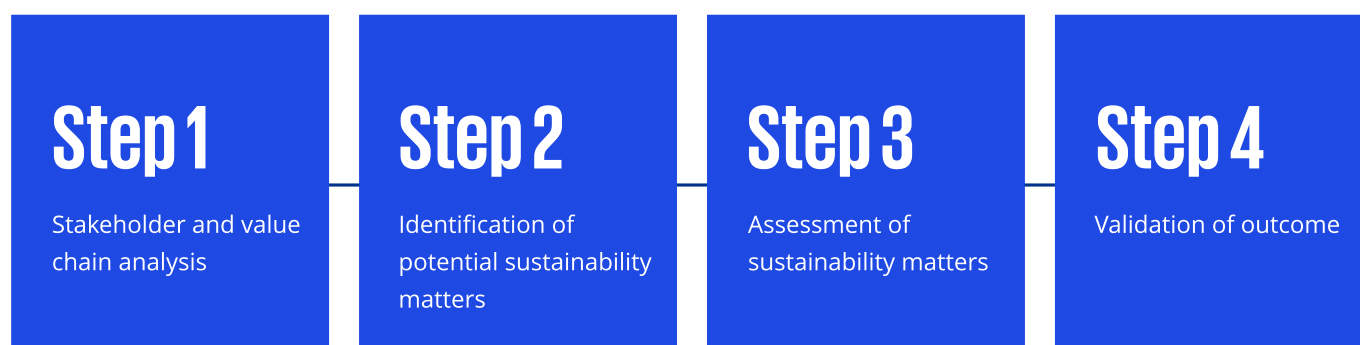 Step 1
Stakeholder and value
chain analysis
Step 2
Identification of
potential sustainability
matters
Step 3
Assessment of
sustainability matters
Step 4
Validation of outcome